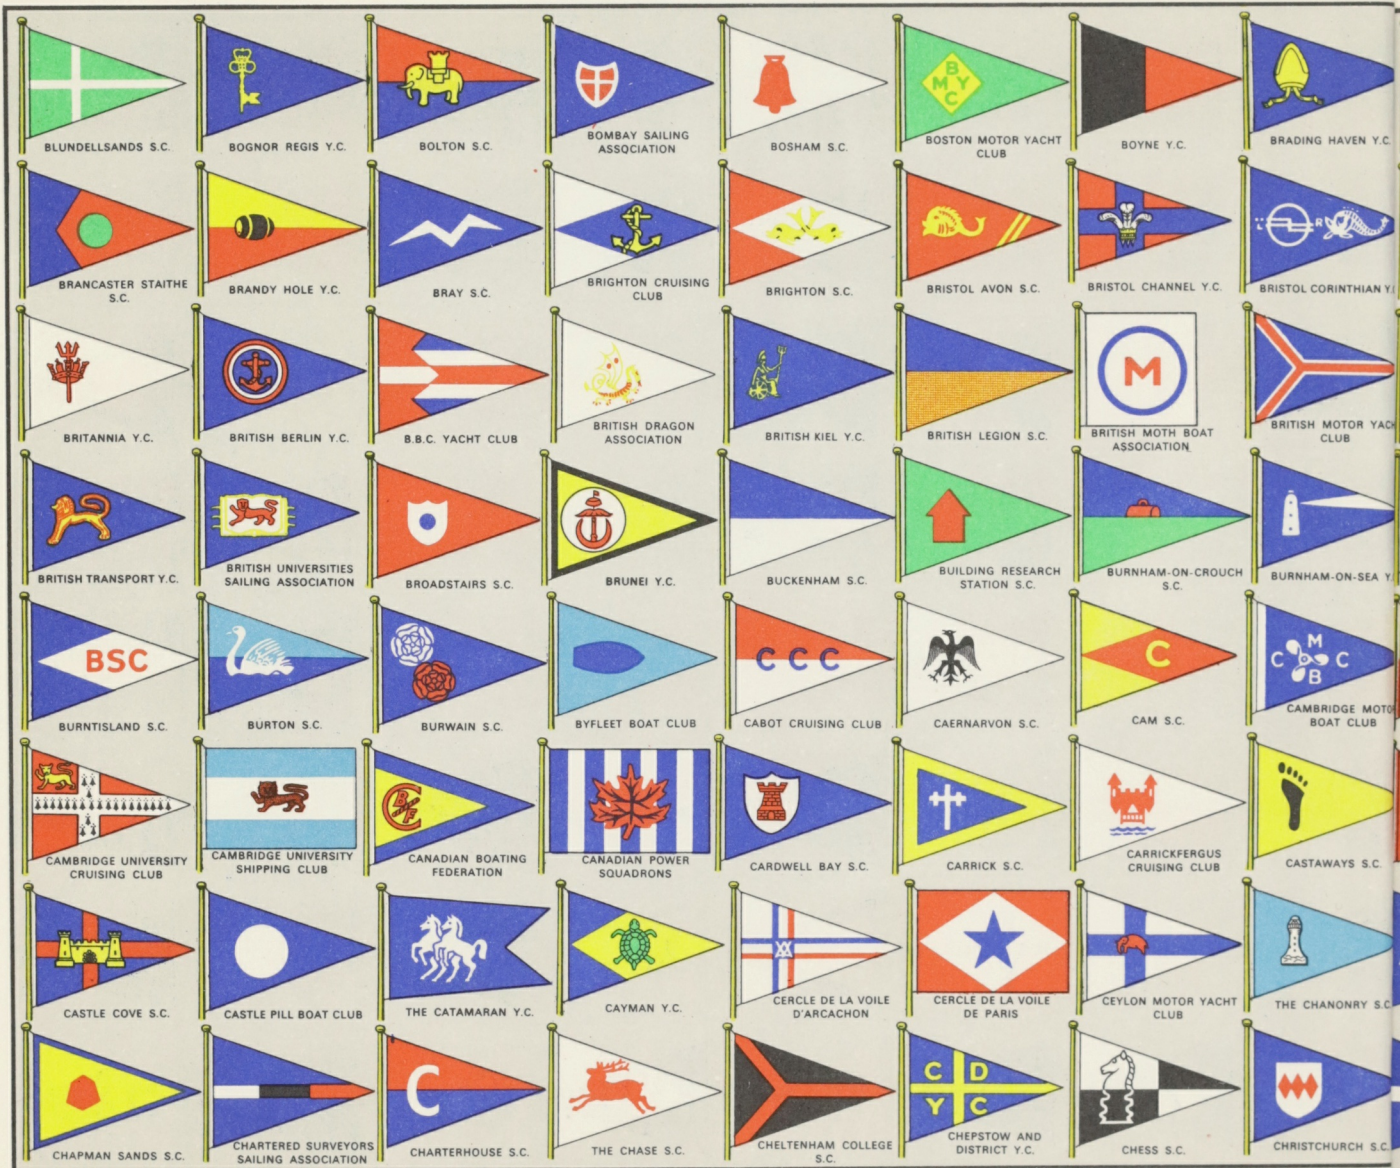 BLUNDELLSANDS S.C.
BOGNOR REGIS Y.C.
BOLTON S.C.
BOMBAY SAILING
ASSOCIATION
BOSHAM S.C.
B
M Y
C
BOSTON MOTOR YACHT
CLUB
BOYNE Y.C.
BRADING HAVEN Y.C.
BRANCASTER STAITHE
S.C.
BRANDY HOLE Y.C.
BRAY S.C.
BRIGHTON CRUISING
CLUB
BRIGHTON S.C.
BRISTOL AVON S.C.
BRISTOL CHANNEL Y.C.
L R
BRISTOL CORINTHIAN Y.
BRITANNIA Y.C.
BRITISH BERLIN Y.C.
B.B.C. YACHT CLUB
BRITISH DRAGON
ASSOCIATION
BRITISH KIEL Y.C.
BRITISH LEGION S.C.
M
BRITISH MOTH BOAT
ASSOCIATION
BRITISH MOTOR YAC
CLUB
BRITISH TRANSPORT Y.C.
BRITISH UNIVERSITIES
SAILING ASSOCIATION
BROADSTAIRS S.C.
BRUNEI Y.C.
BUCKENHAM S.C.
BUILDING RESEARCH
STATION S.C.
BURNHAM-ON-CROUCH
S.C.
BURNHAM-ON-SEA Y.
BSC
BURNTISLAND S.C.
BURTON S.C.
BURWAIN S.C.
BYFLEET BOAT CLUB
C C C
CABOT CRUISING CLUB
CAERNARVON S.C.
C
CAM S.C.
M
C C
B
CAMBRIDGE MOTO
BOAT CLUB
CAMBRIDGE UNIVERSITY
CRUISING CLUB
CAMBRIDGE UNIVERSITY
SHIPPING CLUB
C B F
CANADIAN BOATING
FEDERATION
CANADIAN POWER
SQUADRONS
CARDWELL BAY S.C.
CARRICK S.C.
CARRICKFERGUS
CRUISING CLUB
CASTAWAYS S.C.
CASTLE COVE S.C.
CASTLE PILL BOAT CLUB
THE CATAMARAN Y.C.
CAYMAN Y.C.
CERCLE DE LA VOILE
D'ARCACHON
CERCLE DE LA VOILE
DE PARIS
CEYLON MOTOR YACHT
CLUB
THE CHANONRY S.C
CHAPMAN SANDS S.C.
CHARTERED SURVEYORS
SAILING ASSOCIATION
C
CHARTERHOUSE S.C.
THE CHASE S.C.
CHELTENHAM COLLEGE
S.C.
C D
Y C
CHEPSTOW AND
DISTRICT Y.C.
CHESS S.C.
CHRISTCHURCH S.C.